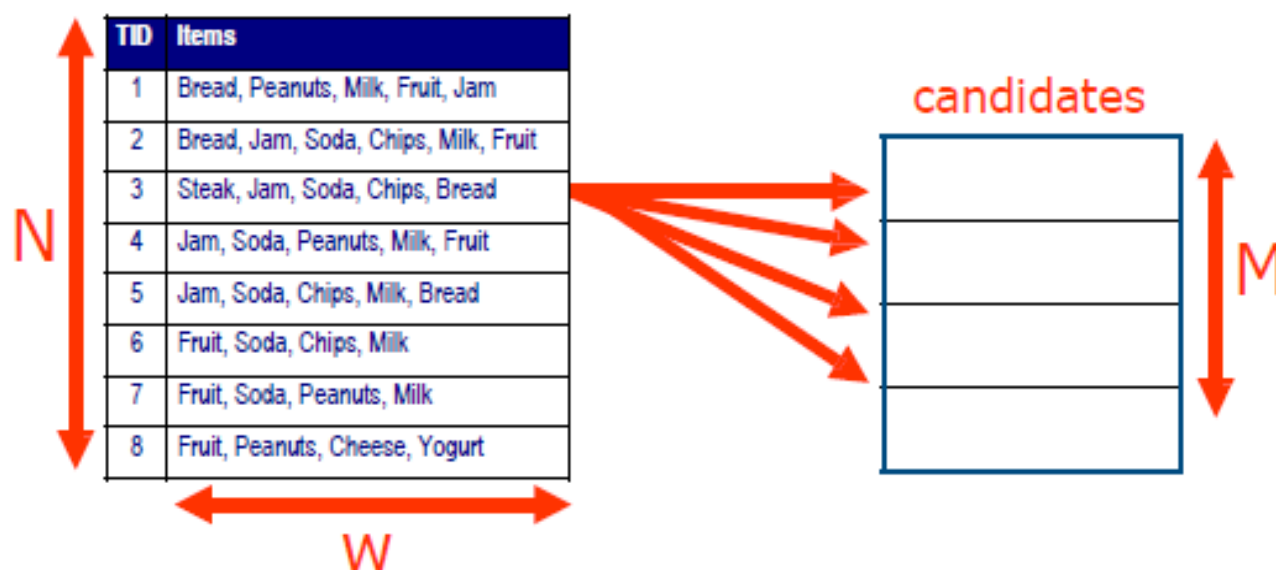 TID Items
1 Bread, Peanuts, Milk, Fruit, Jam
2 Bread, Jam, Soda, Chips, Milk, Fruit
3 Steak, Jam, Soda, Chips, Bread
4 Jam, Soda, Peanuts, Milk, Fruit
5 Jam, Soda, Chips, Milk, Bread
6 Fruit, Soda, Chips, Milk
7 Fruit, Soda, Peanuts, Milk
8 Fruit, Peanuts, Cheese, Yogurt
N
W
candidates
M